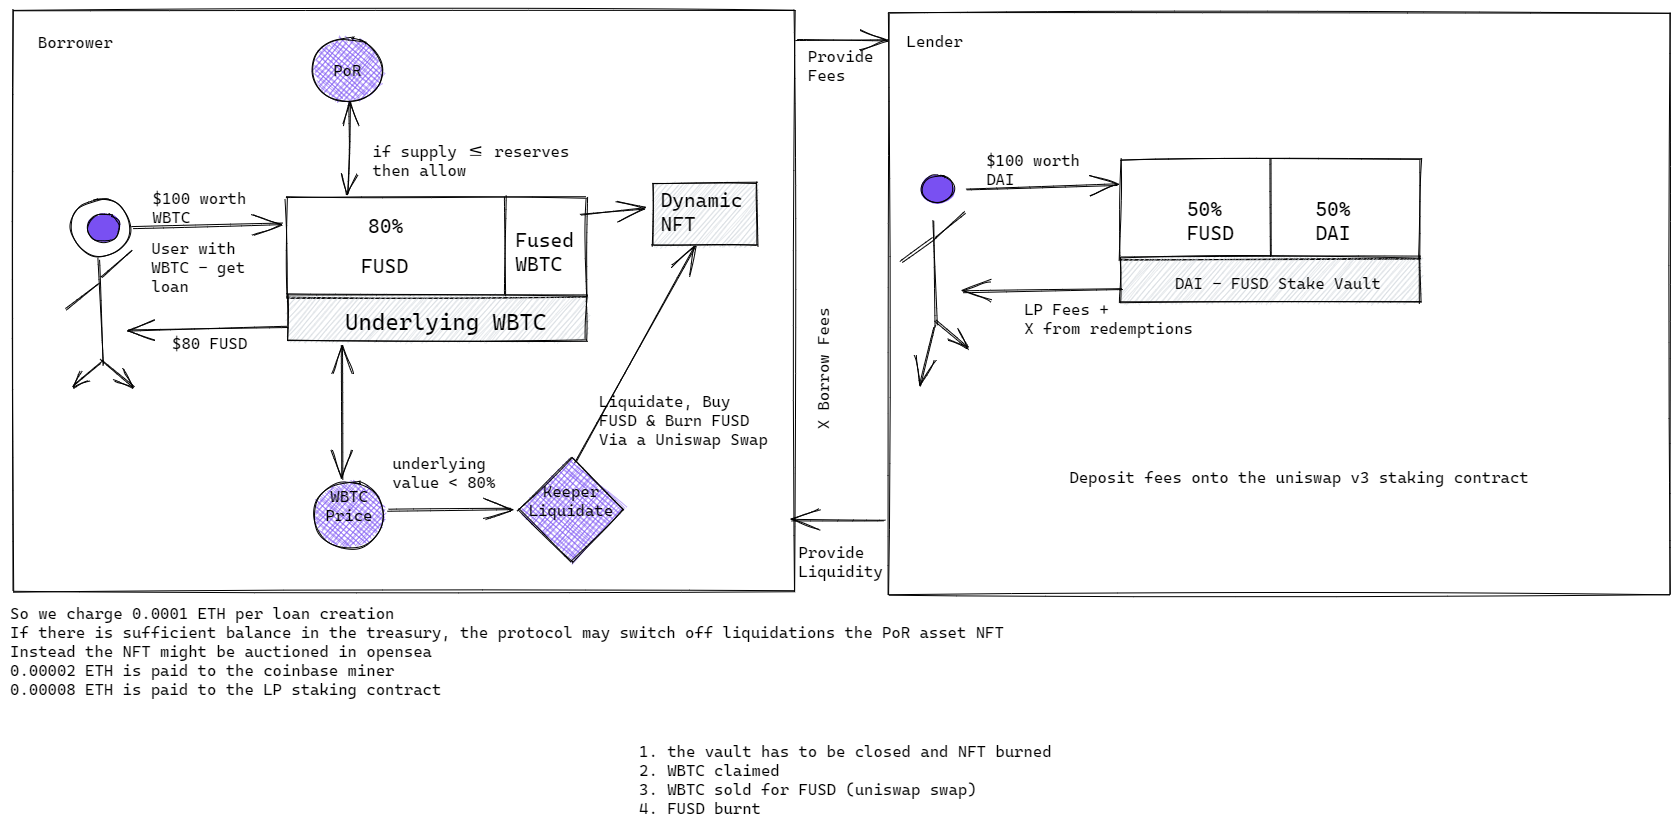 Borrower
PoR
if supply ≤ reserves
then allow
$100 worth
WBTC
User with
WBTC - get
loan
80%
FUSD
Fused
WBTC
Dynamic
NFT
Underlying WBTC
$80 FUSD
Liquidate, Buy
FUSD & Burn FUSD
Via a Uniswap Swap
underlying
value < 80%
WBTC
Price
Keeper
Liquidate
Provide
Fees
X Borrow Fees
Provide
Liquidity
Lender
$100 worth
DAI
50%
FUSD
50%
DAI
DAI - FUSD Stake Vault
LP Fees +
X from redemptions
Deposit fees onto the uniswap v3 staking contract
So we charge 0.0001 ETH per loan creation
If there is sufficient balance in the treasury, the protocol may switch off liquidations the PoR asset NFT
Instead the NFT might be auctioned in opensea
0.00002 ETH is paid to the coinbase miner
0.00008 ETH is paid to the LP staking contract
1. the vault has to be closed and NFT burned
2. WBTC claimed
3. WBTC sold for FUSD (uniswap swap)
4. FUSD burnt